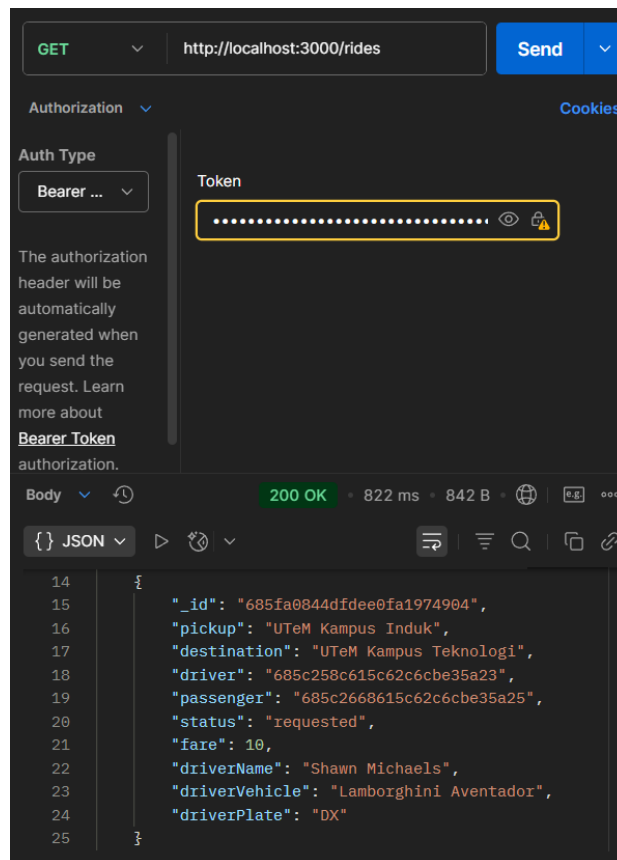 GET
http://localhost:3000/rides
Send
Authorization
Cookies
Auth Type
Bearer ...
The authorization
header will be
automatically
generated when
you send the
request. Learn
more about
Bearer Token
authorization.
Token
••••••••••••••••••••••••••••••••
Body
200 OK • 822 ms • 842 B •
e.g.
{} JSON
14 {
15 "_id": "685fa0844dfdee0fa1974904",
16 "pickup": "UTeM Kampus Induk",
17 "destination": "UTeM Kampus Teknologi",
18 "driver": "685c258c615c62c6cbe35a23",
19 "passenger": "685c2668615c62c6cbe35a25",
20 "status": "requested",
21 "fare": 10,
22 "driverName": "Shawn Michaels",
23 "driverVehicle": "Lamborghini Aventador",
24 "driverPlate": "DX"
25 }